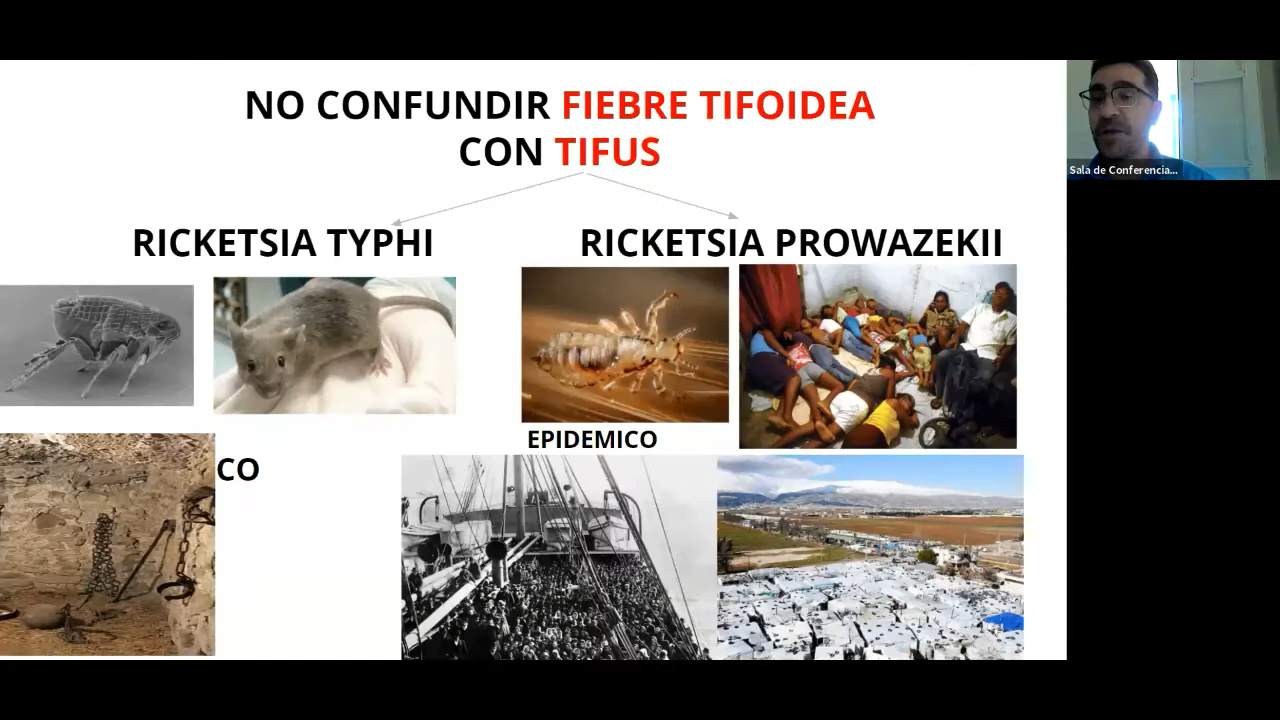 NO CONFUNDIR FIEBRE TIFOIDEA
CON TIFUS
RICKETSIA TYPHI
RICKETSIA PROWAZEKII
EPIDEMICO
CO
Sala de Conferencia...